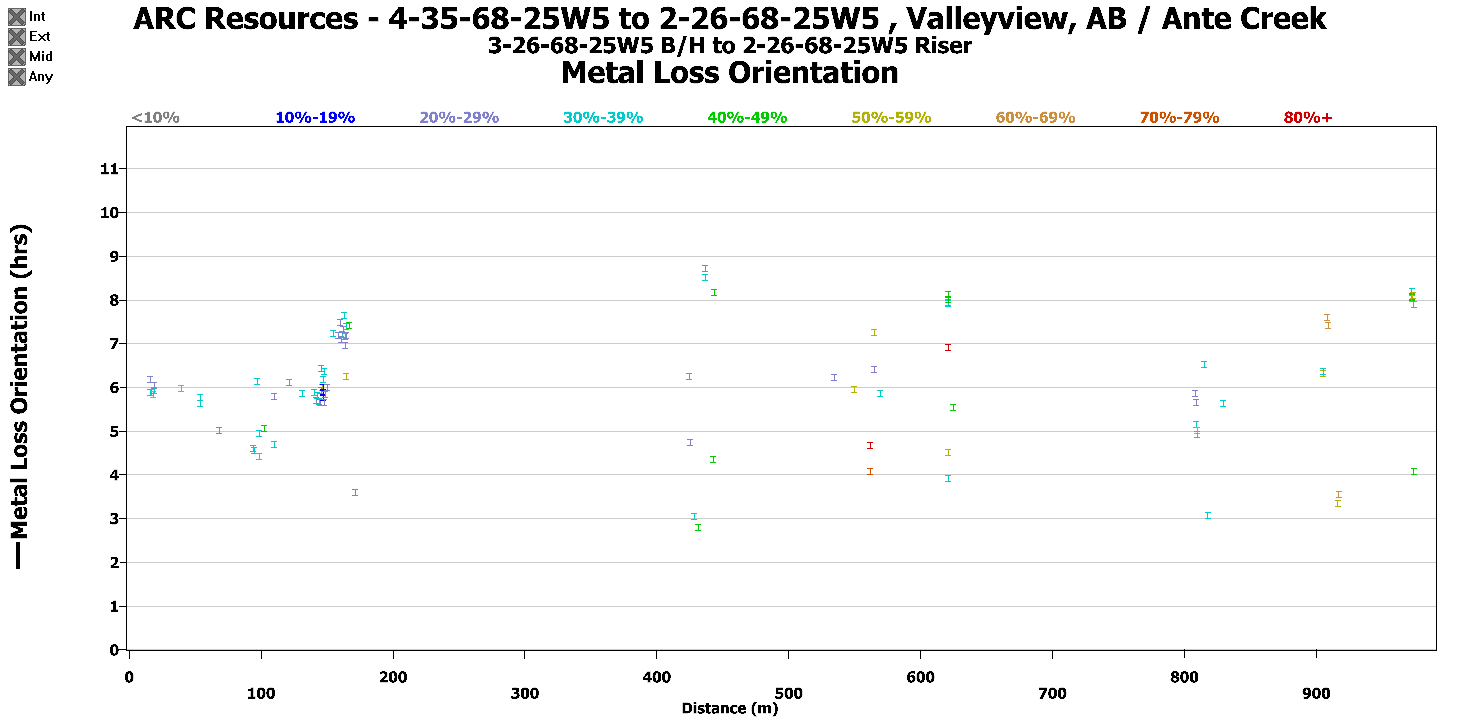 Int
Ext
Mid
Any
ARC Resources - 4-35-68-25W5 to 2-26-68-25W5 , Valleyview, AB / Ante Creek
3-26-68-25W5 B/H to 2-26-68-25W5 Riser
Metal Loss Orientation
<10% 10%-19% 20%-29% 30%-39% 40%-49% 50%-59% 60%-69% 70%-79% 80%+
Metal Loss Orientation (hrs)
11
10
9
8
7
6
5
4
3
2
1
0
0 100 200 300 400 500 600 700 800 900
Distance (m)